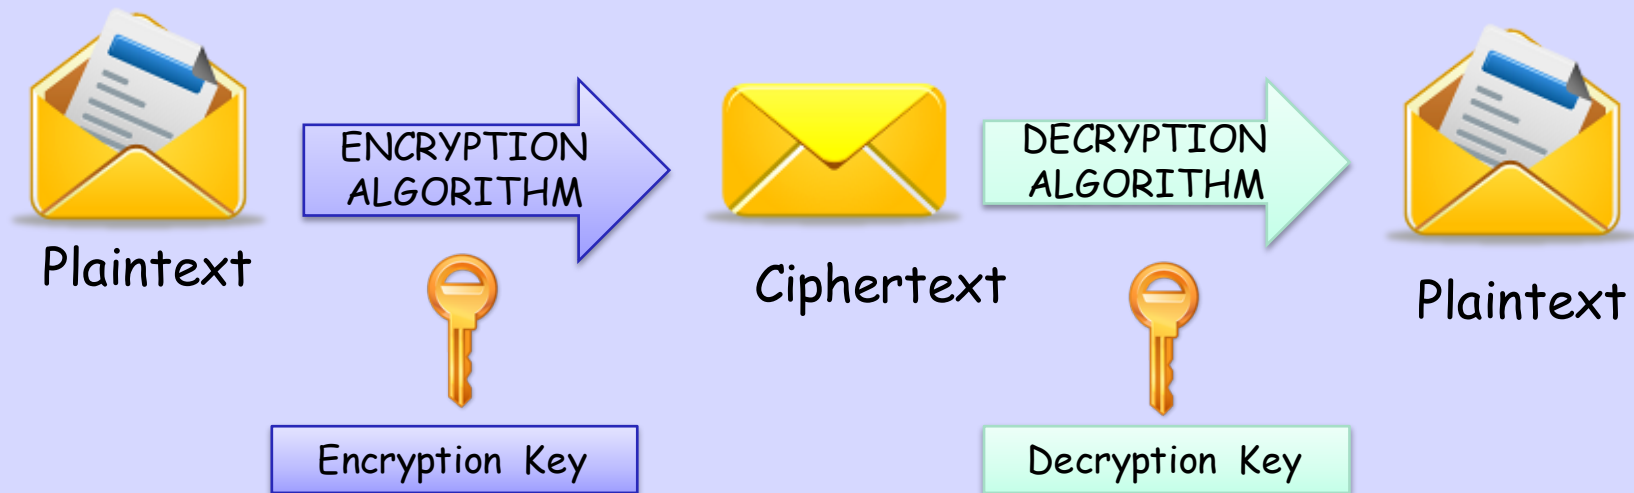 ENCRYPTION
ALGORITHM
DECRYPTION
ALGORITHM
Plaintext
Ciphertext
Plaintext
Encryption Key
Decryption Key